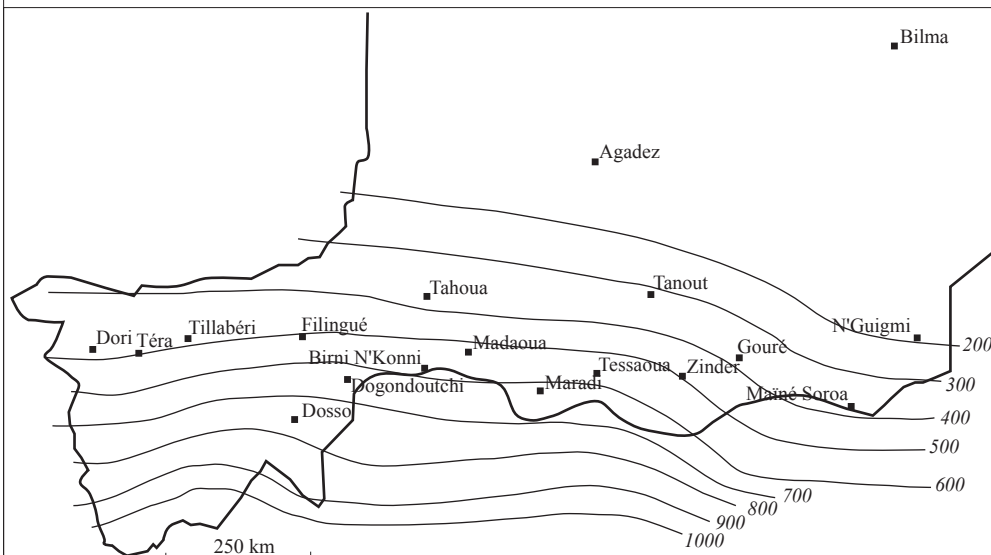 Bilma
Agadez
Tahoua
Tanout
N'Guigmi
200
Dori
Téra
Tillabéri
Filingué
Madaoua
Gouré
300
Birni N'Konni
Tessaoua
Zinder
Dogondoutchi
Maradi
Maïné Soroa
400
Dosso
500
600
700
800
900
1000
250 km